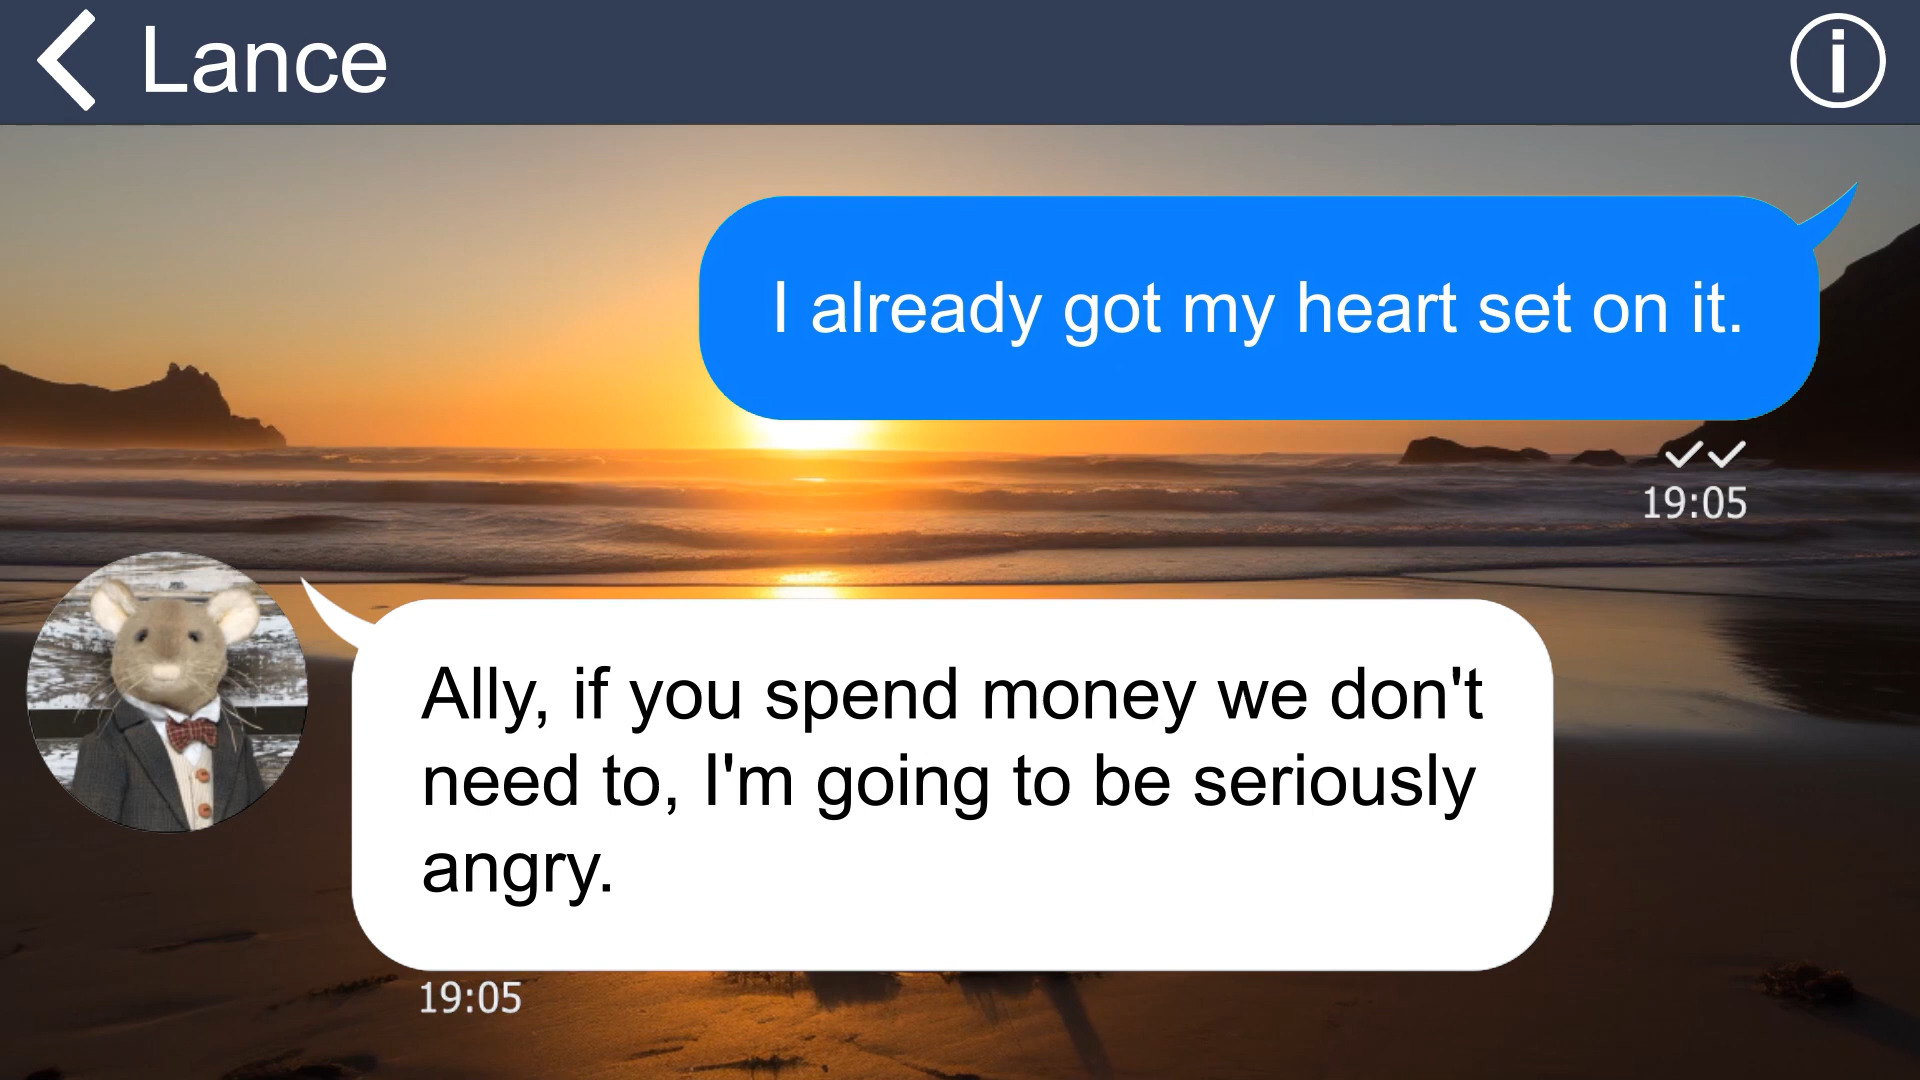 Lance
I already got my heart set on it.
19:05
Ally, if you spend money we don't
need to, I'm going to be seriously
angry.
19:05